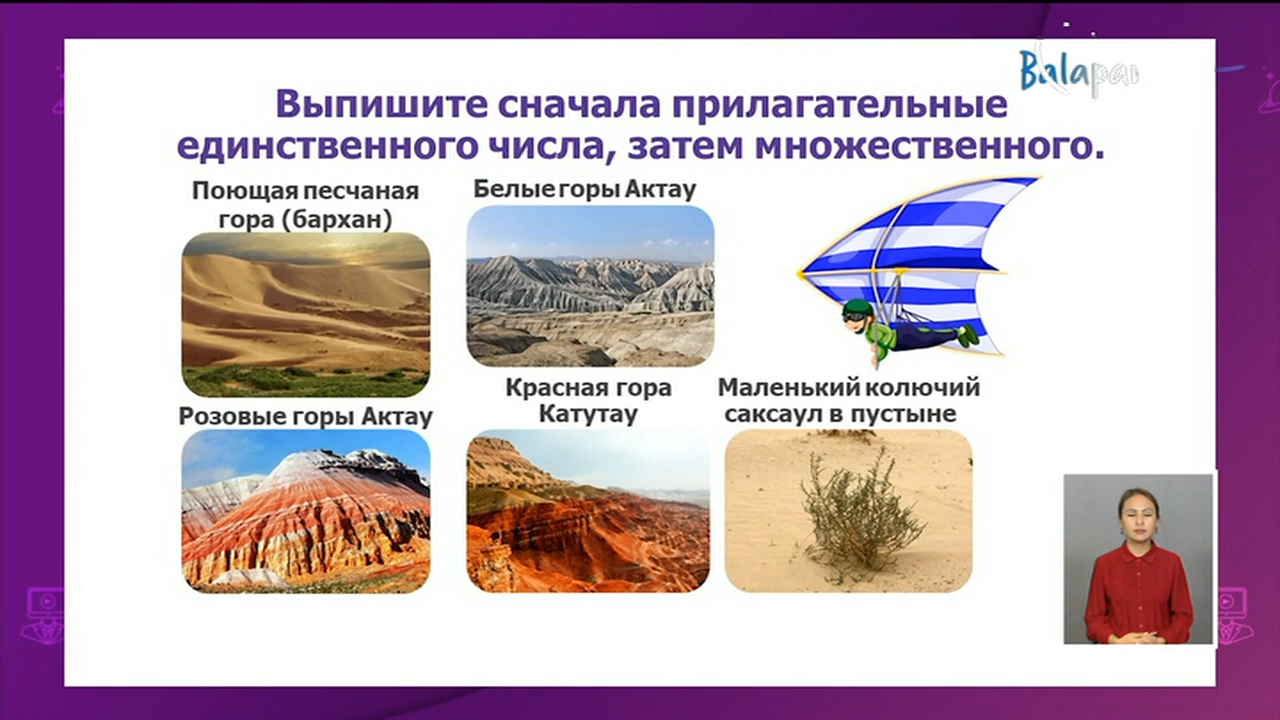 Balapan
Выпишите сначала прилагательные
единственного числа, затем множественного.
Поющая песчаная
гора (бархан)
Белые горы Актау
Розовые горы Актау
Красная гора
Катутау
Маленький колючий
саксаул в пустыне